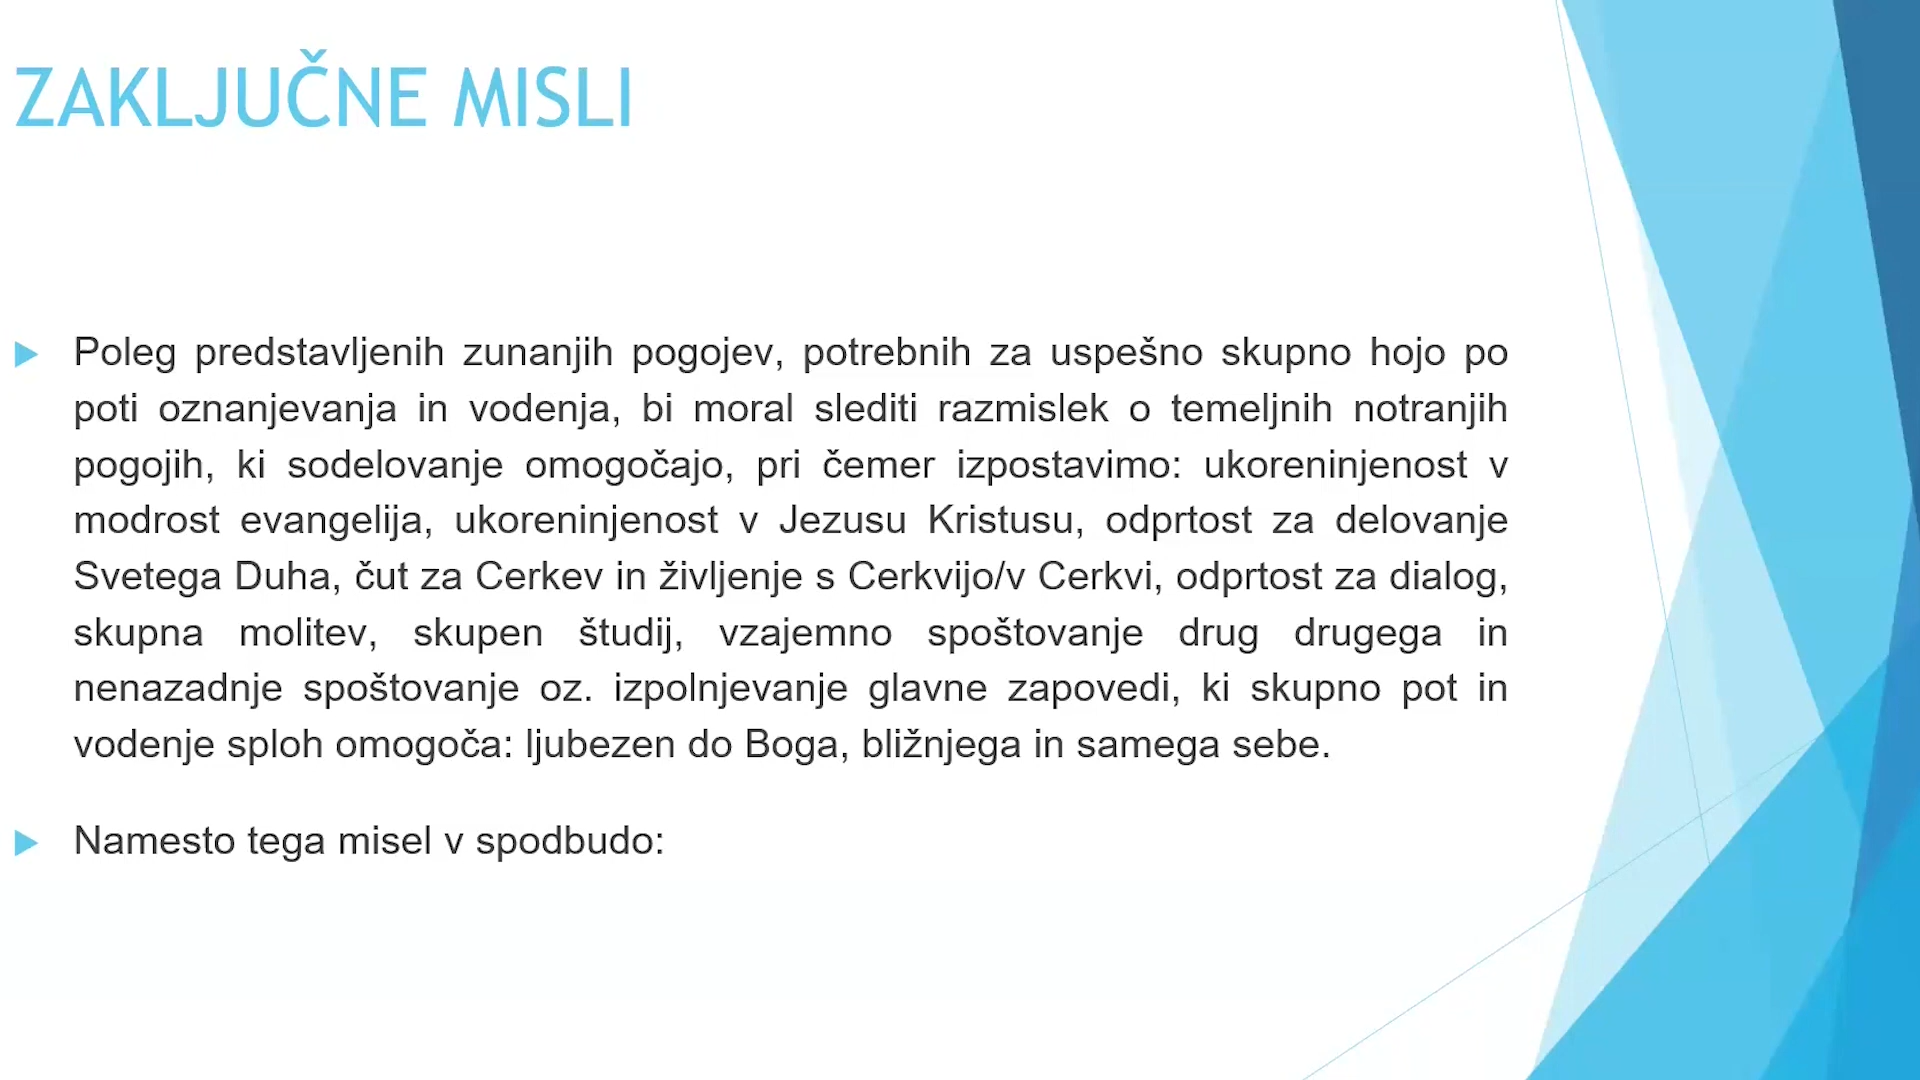 ZAKLJUČNE MISLI
Poleg predstavljenih zunanjih pogojev, potrebnih za uspešno skupno hojo po
poti oznanjevanja in vodenja, bi moral slediti razmislek o temeljnih notranjih
pogojih, ki sodelovanje omogočajo, pri čemer izpostavimo: ukoreninjenost v
modrost evangelija, ukoreninjenost v Jezusu Kristusu, odprtost za delovanje
Svetega Duha, čut za Cerkev in življenje s Cerkvijo/v Cerkvi, odprtost za dialog,
skupna molitev, skupen študij, vzajemno spoštovanje drug drugega in
nenazadnje spoštovanje oz. izpolnjevanje glavne zapovedi, ki skupno pot in
vodenje sploh omogoča: ljubezen do Boga, bližnjega in samega sebe.
Namesto tega misel v spodbudo: